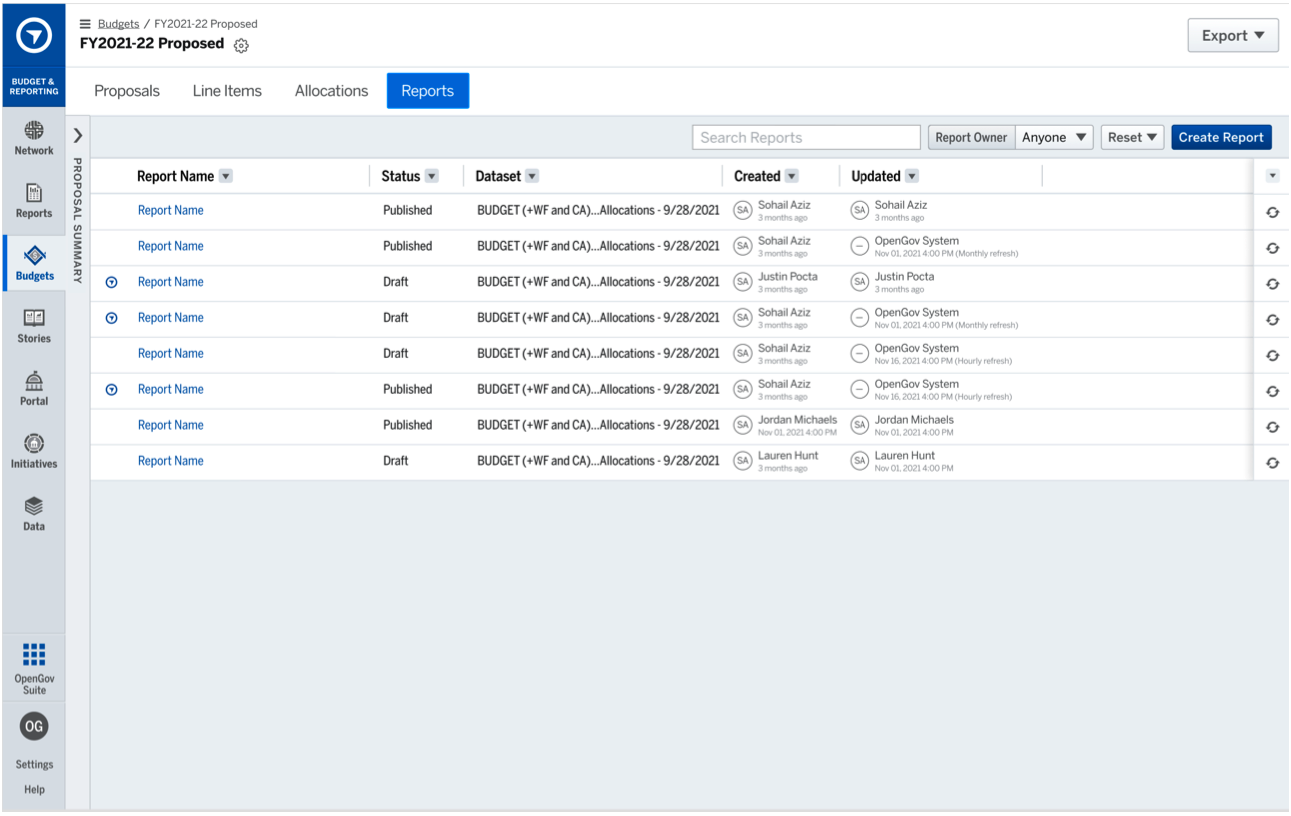 Budgets / FY2021-22 Proposed
FY2021-22 Proposed
Export
BUDGET &
REPORTING
Proposals Line Items Allocations Reports
Network
Reports
Budgets
Stories
Portal
Initiatives
Data
OpenGov
Suite
OG
Settings
Help
PROPOSAL SUMMARY
Search Reports Report Owner Anyone Reset Create Report
Report Name Status Dataset Created Updated
Report Name Published BUDGET (+WF and CA)...Allocations - 9/28/2021 SA Sohail Aziz SA Sohail Aziz
3 months ago 3 months ago
Report Name Published BUDGET (+WF and CA)...Allocations - 9/28/2021 SA Sohail Aziz OpenGov System
3 months ago Nov 01, 2021 4:00 PM (Monthly refresh)
Report Name Draft BUDGET (+WF and CA)...Allocations - 9/28/2021 SA Justin Pocta SA Justin Pocta
3 months ago 3 months ago
Report Name Draft BUDGET (+WF and CA)...Allocations - 9/28/2021 SA Sohail Aziz OpenGov System
3 months ago Nov 01, 2021 4:00 PM (Monthly refresh)
Report Name Draft BUDGET (+WF and CA)...Allocations - 9/28/2021 SA Sohail Aziz OpenGov System
3 months ago Nov 16, 2021 4:00 PM (Hourly refresh)
Report Name Published BUDGET (+WF and CA)...Allocations - 9/28/2021 SA Sohail Aziz OpenGov System
3 months ago Nov 16, 2021 4:00 PM (Hourly refresh)
Report Name Published BUDGET (+WF and CA)...Allocations - 9/28/2021 SA Jordan Michaels SA Jordan Michaels
Nov 01, 2021 4:00 PM Nov 01, 2021 4:00 PM
Report Name Draft BUDGET (+WF and CA)...Allocations - 9/28/2021 SA Lauren Hunt SA Lauren Hunt
3 months ago Nov 01, 2021 4:00 PM